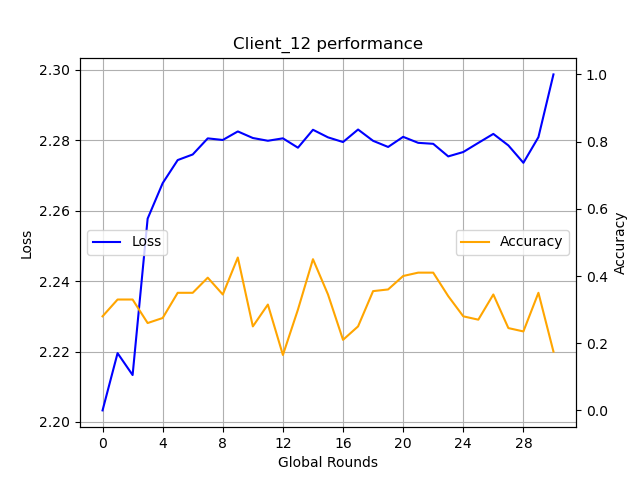 Client_12 performance
2.30
2.28
2.26
2.24
2.22
2.20
Loss
1.0
0.8
0.6
0.4
0.2
0.0
Accuracy
Loss
Accuracy
0 4 8 12 16 20 24 28
Global Rounds